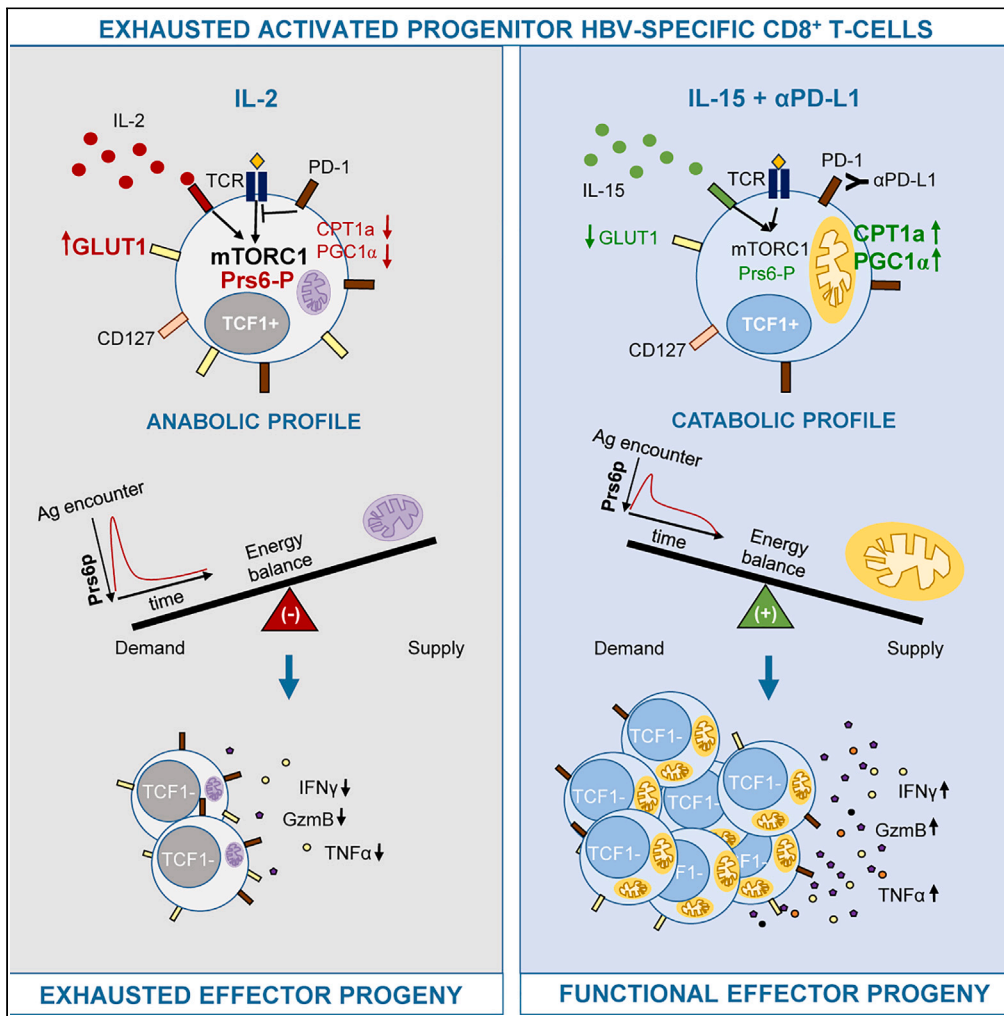 EXHAUSTED ACTIVATED PROGENITOR HBV-SPECIFIC CD8⁺ T-CELLS
IL-2
IL-2
TCR
PD-1
↑GLUT1
CPT1a ↓
PGC1α ↓
mTORC1
Prs6-P
TCF1+
CD127
ANABOLIC PROFILE
Ag encounter
Prs6p
time
Energy
balance
(-)
Demand
Supply
TCF1-
TCF1-
IFNγ ↓
GzmB ↓
TNFα ↓
EXHAUSTED EFFECTOR PROGENY
IL-15 + αPD-L1
IL-15
TCR
PD-1
αPD-L1
↓ GLUT1
mTORC1
Prs6-P
CPT1a ↑
PGC1α ↑
TCF1+
CD127
CATABOLIC PROFILE
Ag encounter
Prs6p
time
Energy
balance
(+)
Demand
Supply
TCF1-
TCF1-
TCF1-
TCF1-
TCF1-
F1-
TCF1-
IFNγ ↑
GzmB ↑
TNFα ↑
FUNCTIONAL EFFECTOR PROGENY